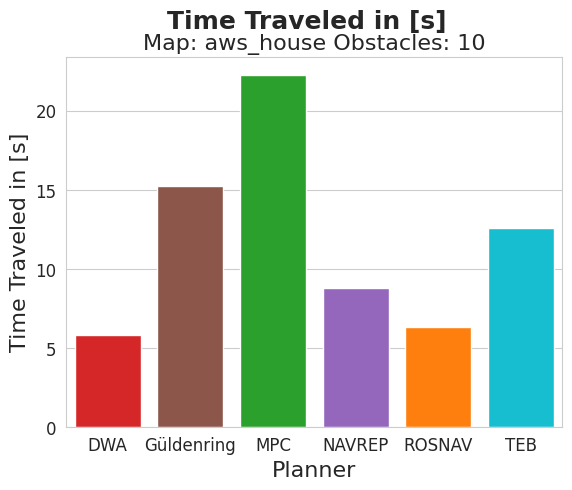 Time Traveled in [s]
Map: aws_house Obstacles: 10
Time Traveled in [s]
20
15
10
5
0
DWA Güldenring MPC NAVREP ROSNAV TEB
Planner